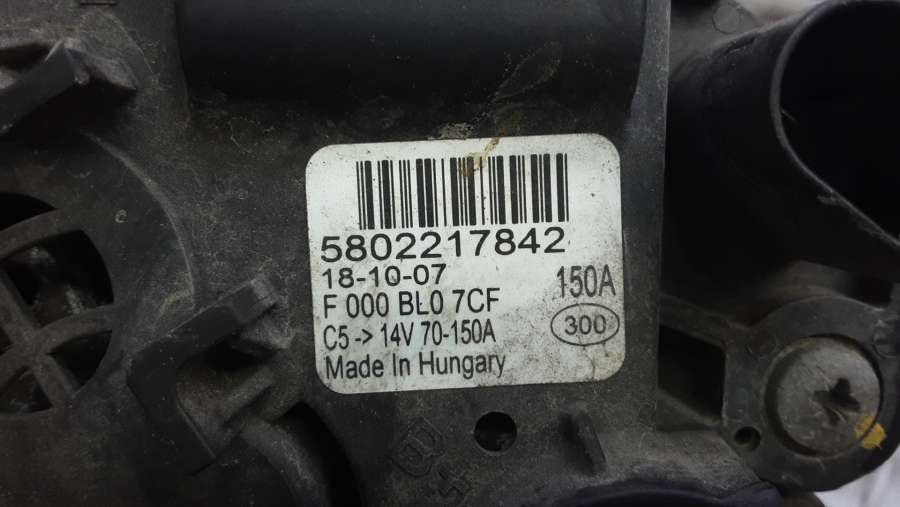 5802217842
18-10-07
F 000 BL0 7CF
150A
C5-> 14V 70-150A
300
Made In Hungary
B+